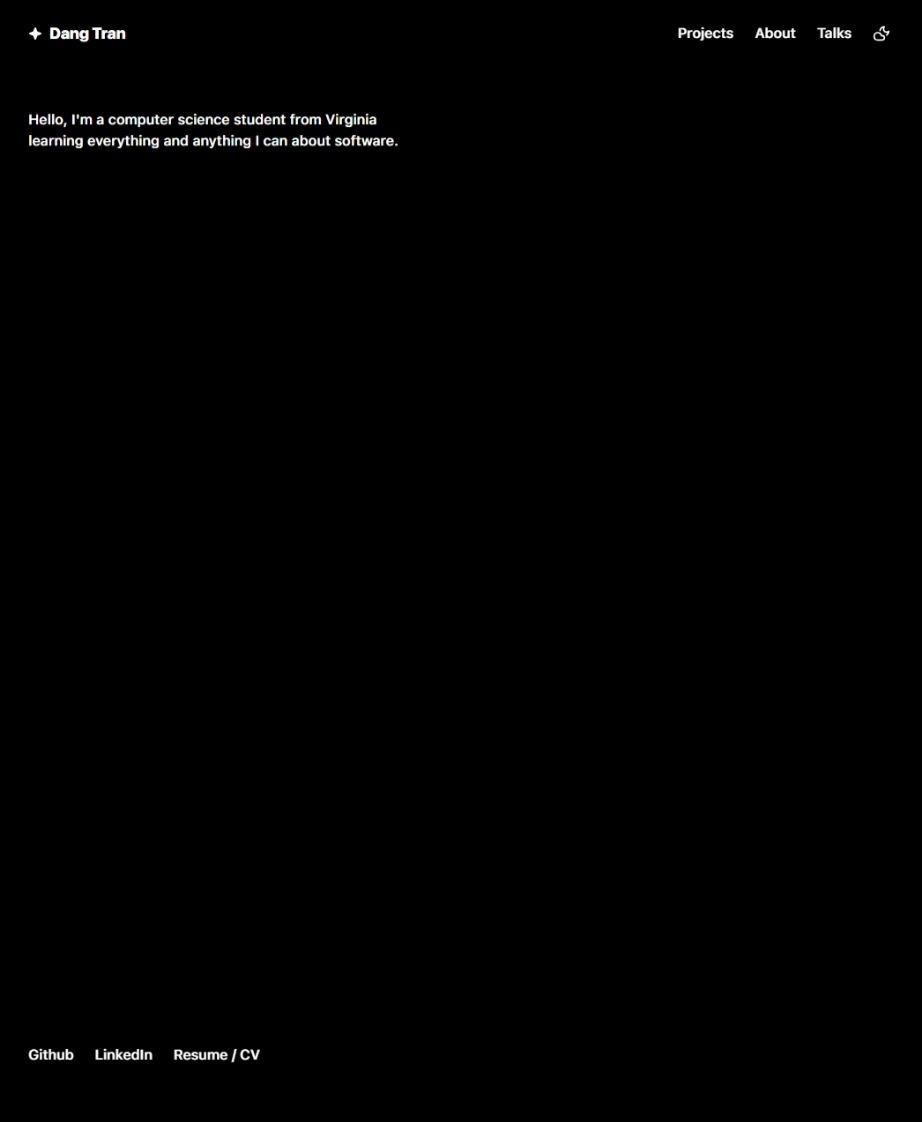 Dang Tran
Projects About Talks
Hello, I'm a computer science student from Virginia
learning everything and anything I can about software.
Github LinkedIn Resume / CV